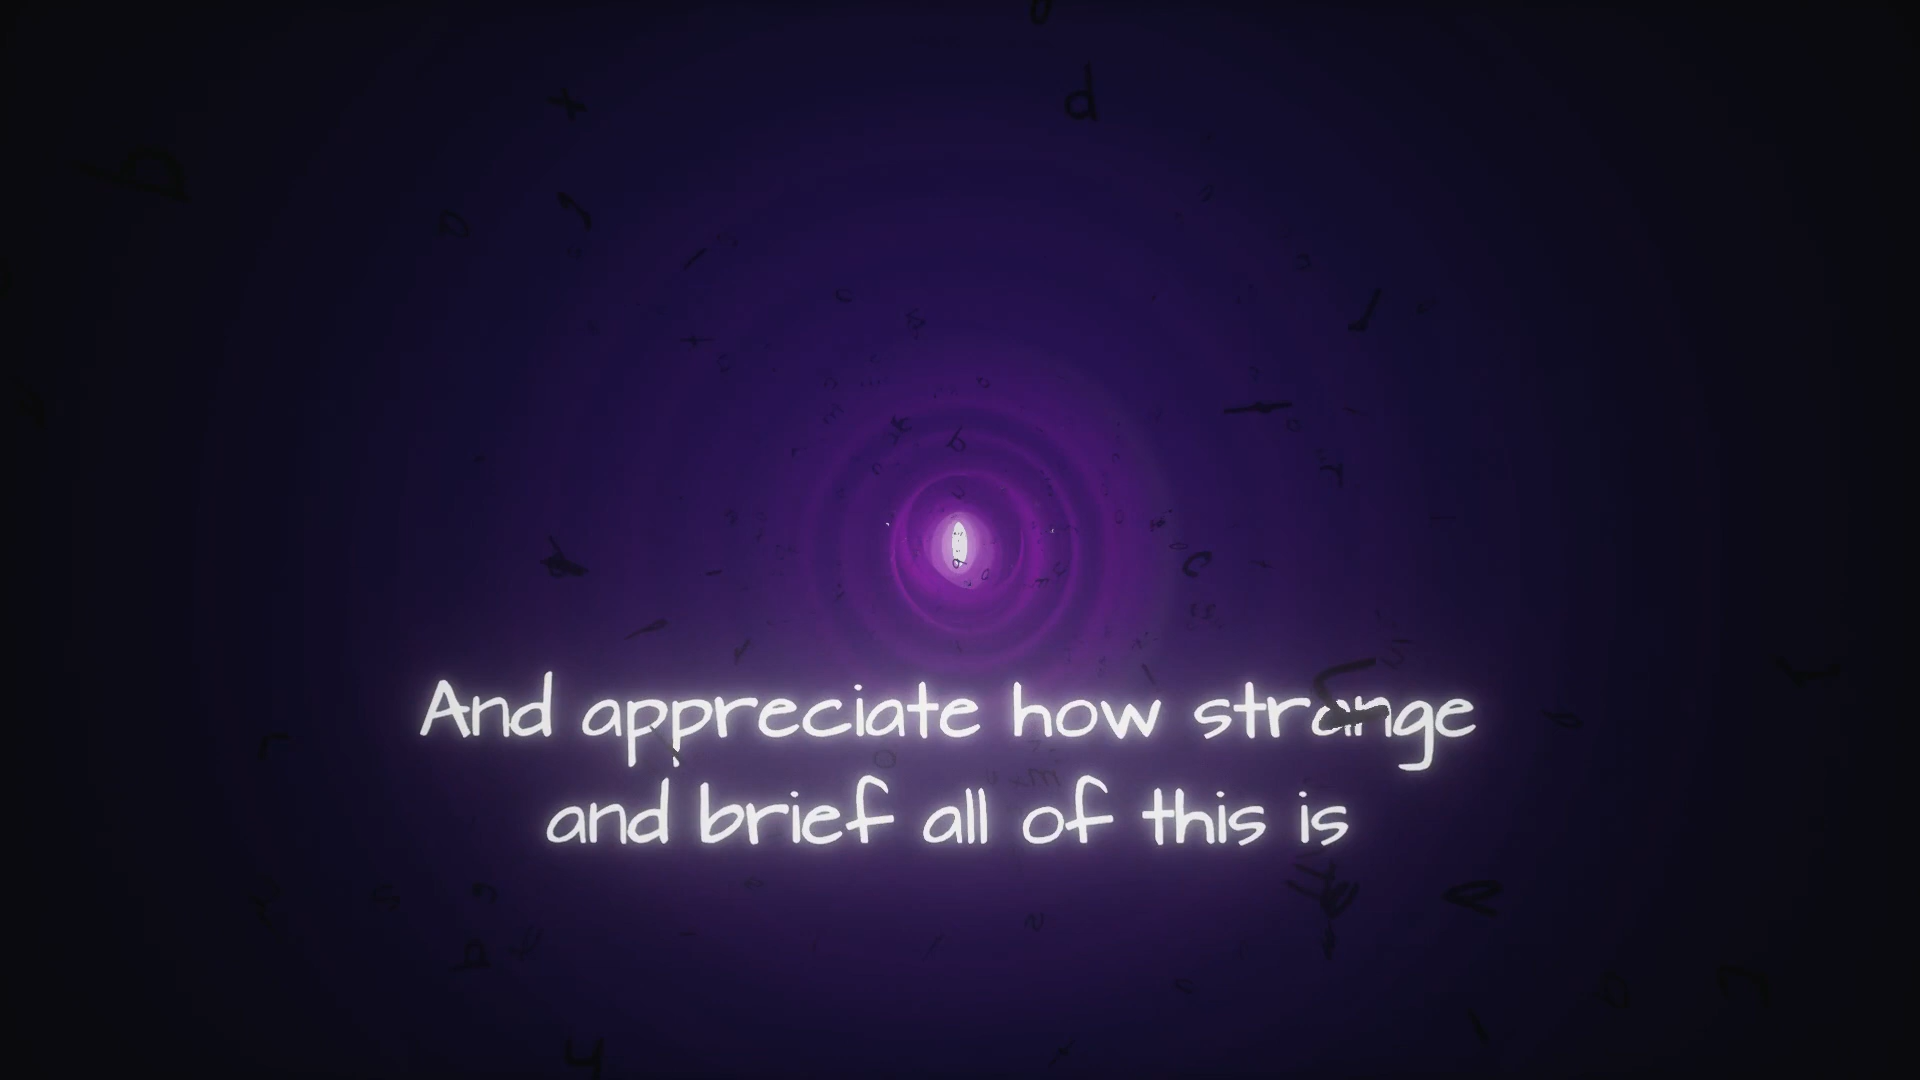 And appreciate how strange
and brief all of this is